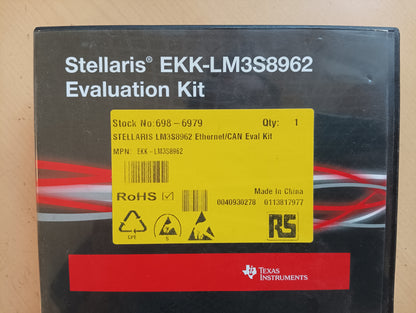 Stellaris® EKK-LM3S8962
Evaluation Kit
Stock No: 698-6979 Qty: 1
STELLARIS LM3S8962 Ethernet/CAN Eval Kit
MPN: EKK-LM3S8962
RoHS
Made In China
0040930278 0113817977
CPE
S
RS
TEXAS
INSTRUMENTS